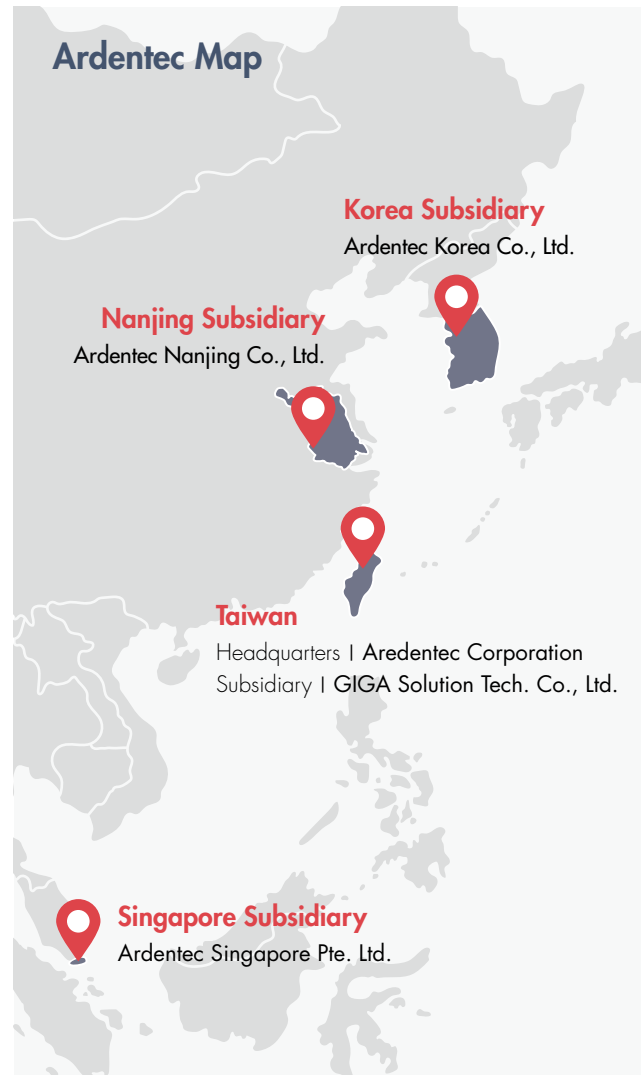 Ardentec Map
Korea Subsidiary
Ardentec Korea Co., Ltd.
Nanjing Subsidiary
Ardentec Nanjing Co., Ltd.
Taiwan
Headquarters | Aredentec Corporation
Subsidiary | GIGA Solution Tech. Co., Ltd.
Singapore Subsidiary
Ardentec Singapore Pte. Ltd.